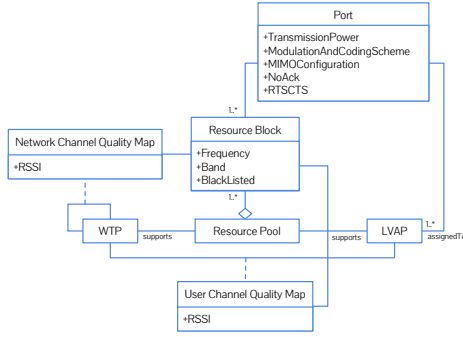 Port
+TransmissionPower
+ModulationAndCodingScheme
+MIMOConfiguration
+NoAck
+RTSCTS
1..*
Resource Block
+Frequency
+Band
+BlackListed
Network Channel Quality Map
+RSSI
1..*
WTP
supports
Resource Pool
supports
LVAP
1..*
assignedTo
User Channel Quality Map
+RSSI